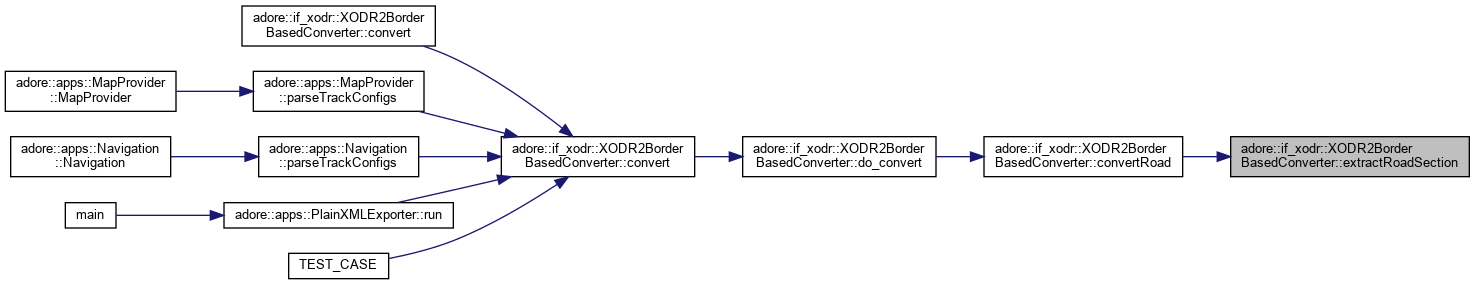 adore::if_xodr::XODR2Border
BasedConverter::convert
adore::apps::MapProvider
::MapProvider
adore::apps::MapProvider
::parseTrackConfigs
adore::apps::Navigation
::Navigation
adore::apps::Navigation
::parseTrackConfigs
adore::if_xodr::XODR2Border
BasedConverter::convert
adore::if_xodr::XODR2Border
BasedConverter::do_convert
adore::if_xodr::XODR2Border
BasedConverter::convertRoad
adore::if_xodr::XODR2Border
BasedConverter::extractRoadSection
main
adore::apps::PlainXMLExporter::run
TEST_CASE